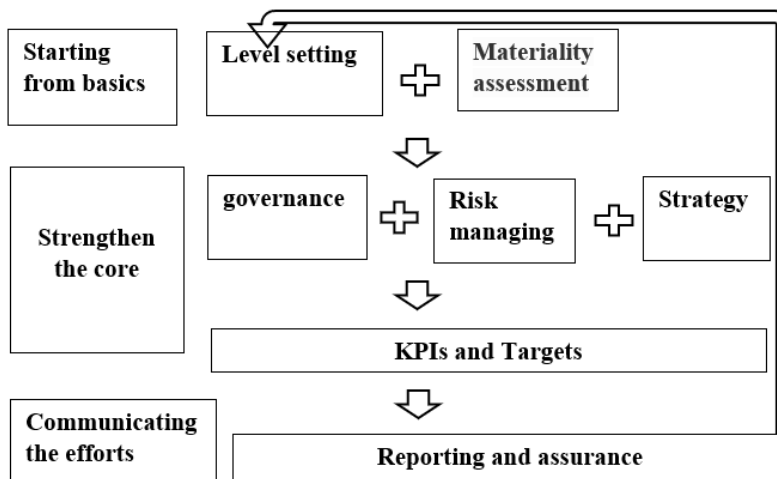 Starting
from basics
Level setting
Materiality
assessment
Strengthen
the core
governance
Risk
managing
Strategy
KPIs and Targets
Communicating
the efforts
Reporting and assurance